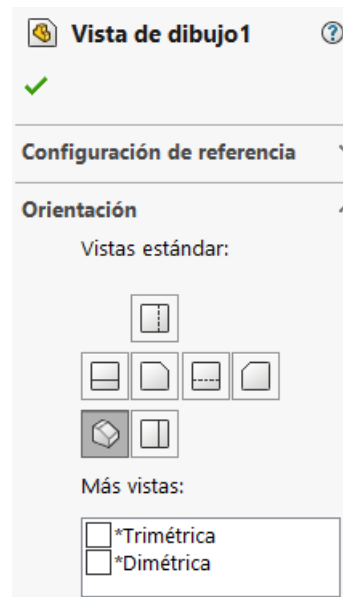 Vista de dibujo1
Configuración de referencia
Orientación
Vistas estándar:
Más vistas:
*Trimétrica
*Dimétrica